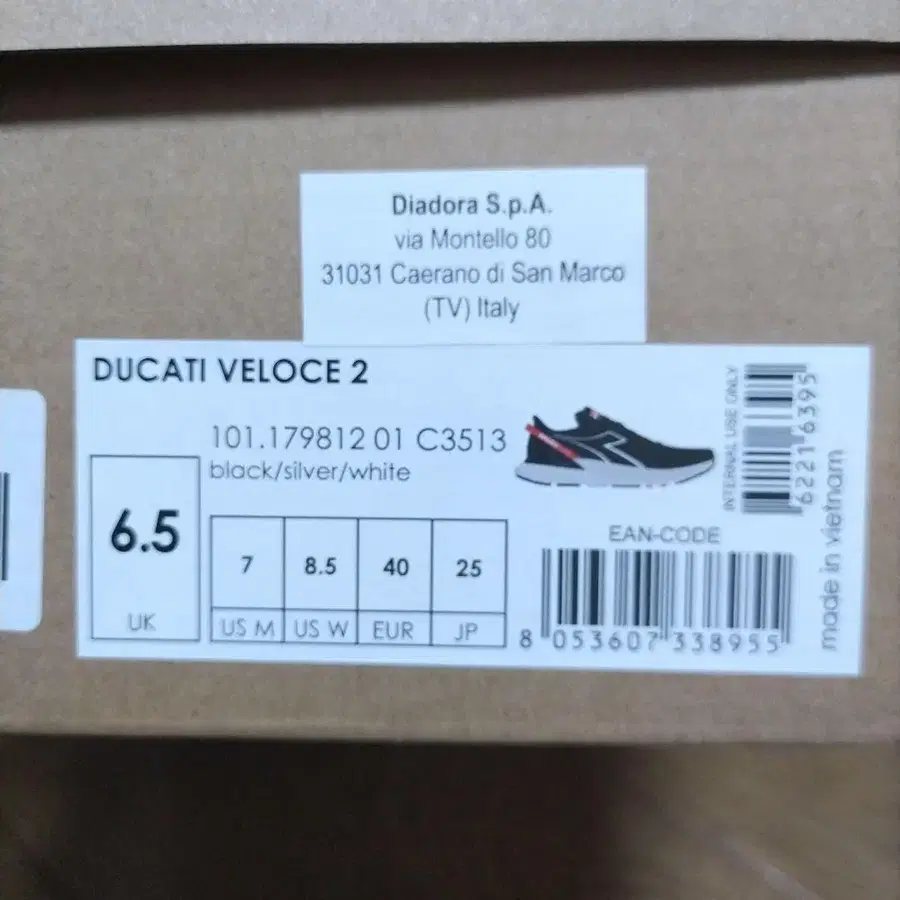 Diadora S.p.A.
via Montello 80
31031 Caerano di San Marco
(TV) Italy
DUCATI VELOCE 2
101.179812 01 C3513
black/silver/white
6.5
UK
7 8.5 40 25
US M US W EUR JP
INTERNAL USE ONLY
62216395
EAN-CODE
8 053607 338955
made in vietnam